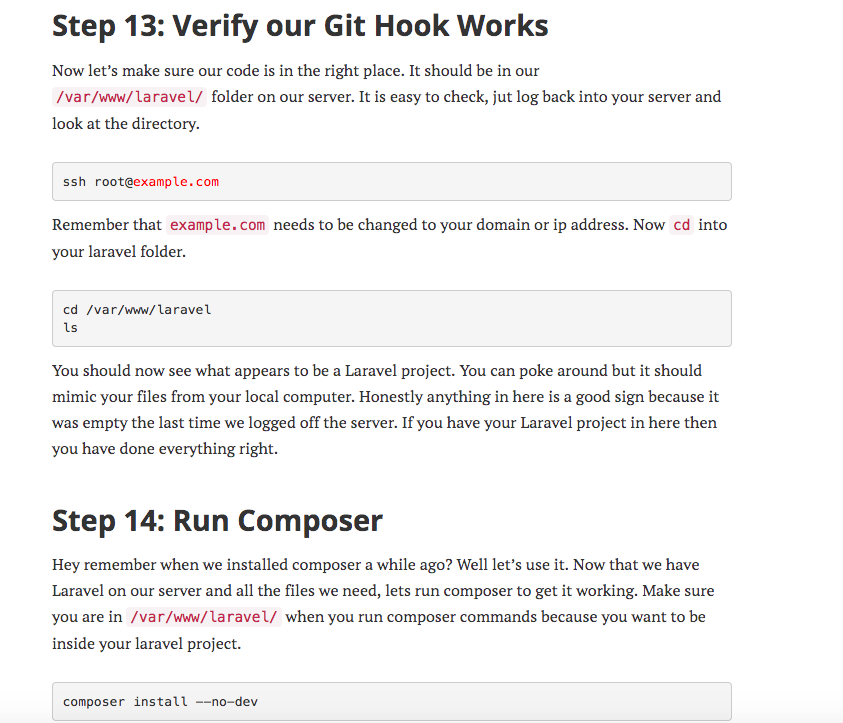 Step 13: Verify our Git Hook Works
Now let’s make sure our code is in the right place. It should be in our
/var/www/laravel/ folder on our server. It is easy to check, jut log back into your server and
look at the directory.
ssh root@example.com
Remember that example.com needs to be changed to your domain or ip address. Now cd into
your laravel folder.
cd /var/www/laravel
ls
You should now see what appears to be a Laravel project. You can poke around but it should
mimic your files from your local computer. Honestly anything in here is a good sign because it
was empty the last time we logged off the server. If you have your Laravel project in here then
you have done everything right.
Step 14: Run Composer
Hey remember when we installed composer a while ago? Well let’s use it. Now that we have
Laravel on our server and all the files we need, lets run composer to get it working. Make sure
you are in /var/www/laravel/ when you run composer commands because you want to be
inside your laravel project.
composer install --no-dev